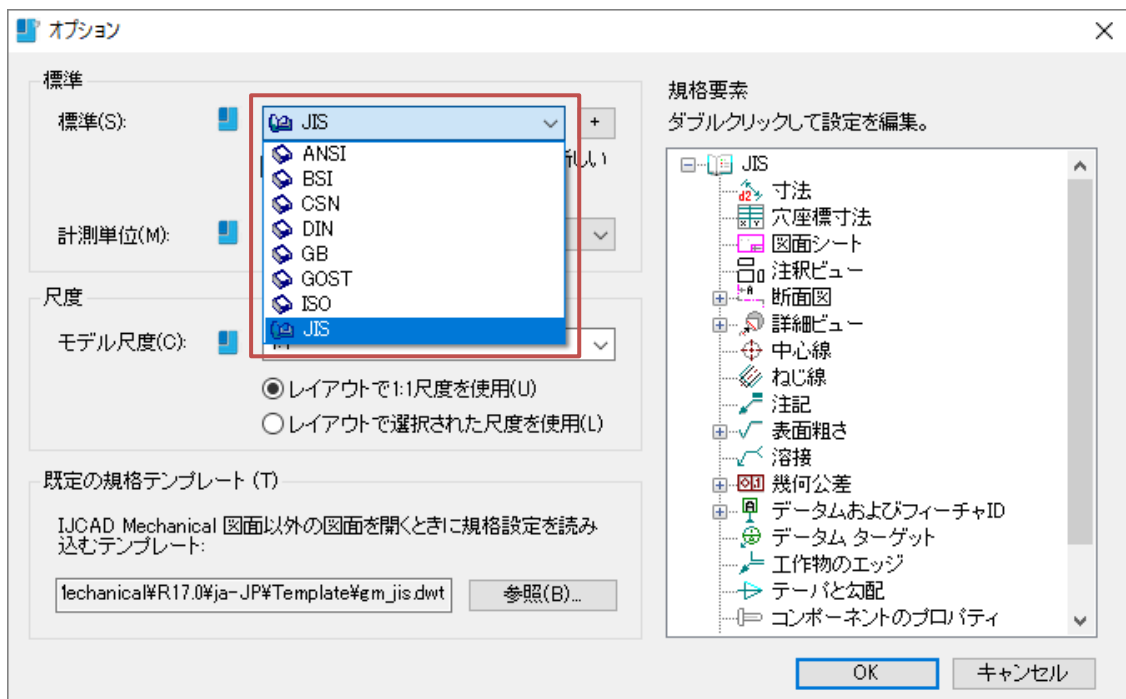 オプション
標準
標準(S):
JIS
+
ANSI
BSI
CSN
DIN
GB
GOST
ISO
JIS
しい
計測単位(M):
尺度
モデル尺度(C):
レイアウトで1:1尺度を使用(U)
レイアウトで選択された尺度を使用(L)
既定の規格テンプレート (T)
IJCAD Mechanical 図面以外の図面を開くときに規格設定を読み
込むテンプレート:
echanical¥R17.0¥ja-JP¥Template¥gm_jis.dwt
参照(B)...
規格要素
ダブルクリックして設定を編集。
JIS
寸法
穴座標寸法
図面シート
注釈ビュー
断面図
詳細ビュー
中心線
ねじ線
注記
表面粗さ
溶接
幾何公差
データムおよびフィーチャID
データム ターゲット
工作物のエッジ
テーパと勾配
コンポーネントのプロパティ
OK
キャンセル